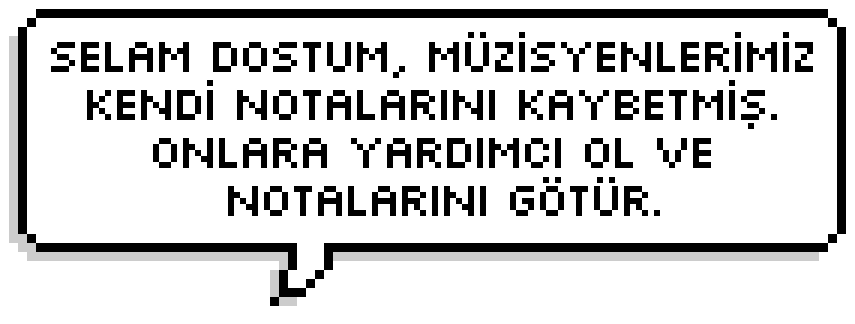 SELAM DOSTUM, MÜZİSYENLERİMİZ
KENDİ NOTALARINI KAYBETMİŞ.
ONLARA YARDIMCI OL VE
NOTALARINI GÖTÜR.